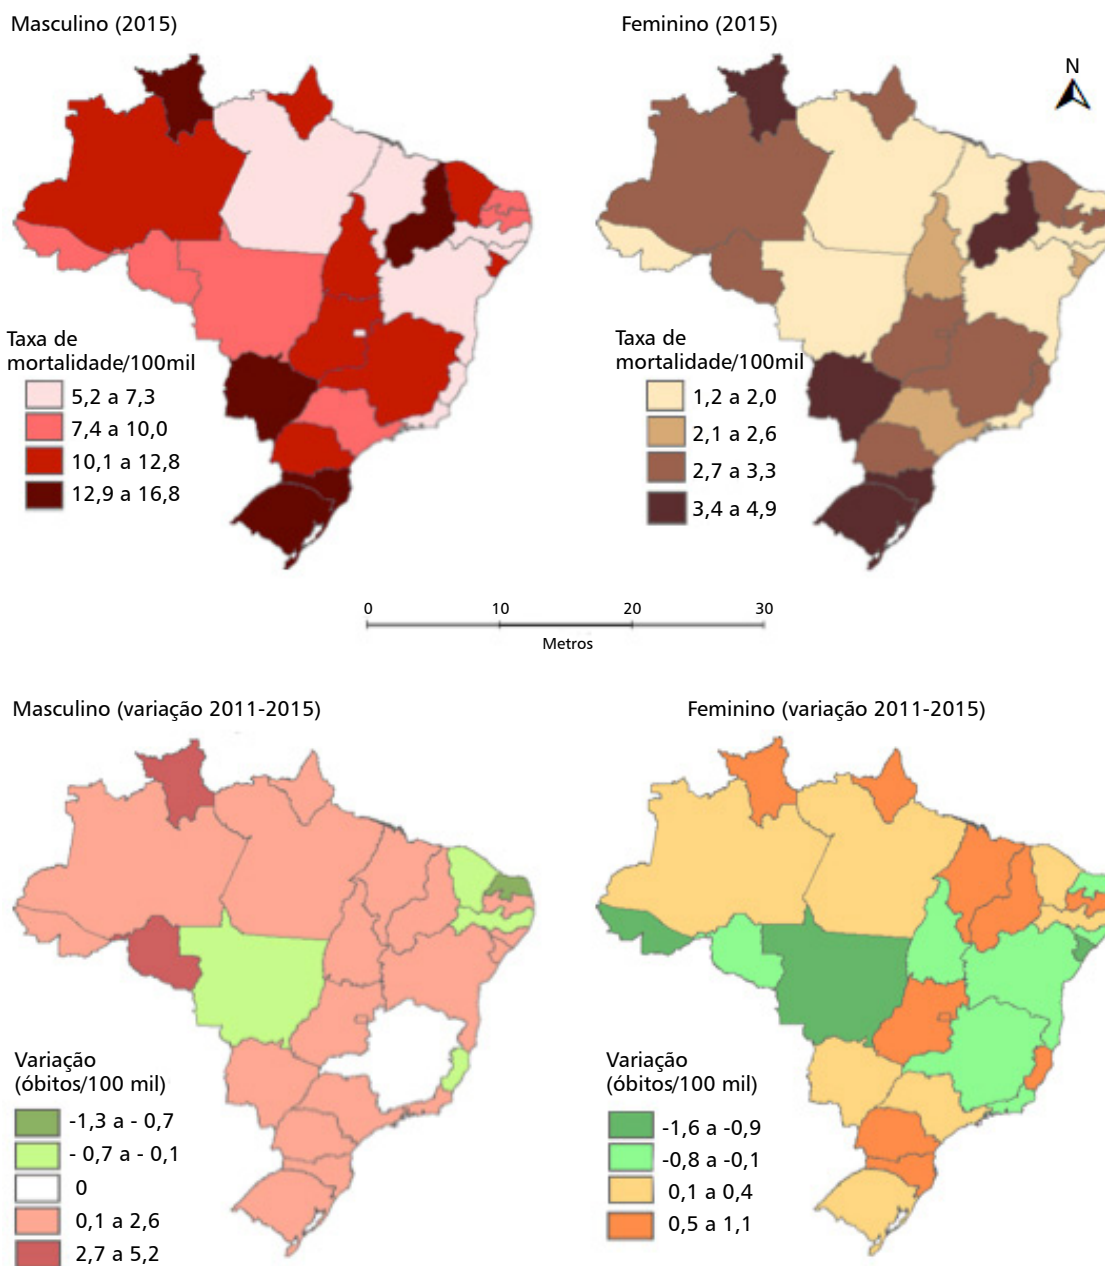 Masculino (2015)
Feminino (2015)
N
Taxa de
mortalidade/100mil
5,2 a 7,3
7,4 a 10,0
10,1 a 12,8
12,9 a 16,8
Taxa de
mortalidade/100mil
1,2 a 2,0
2,1 a 2,6
2,7 a 3,3
3,4 a 4,9
0 10 20 30
Metros
Masculino (variação 2011-2015)
Feminino (variação 2011-2015)
Variação
(óbitos/100 mil)
-1,3 a - 0,7
- 0,7 a - 0,1
0
0,1 a 2,6
2,7 a 5,2
Variação
(óbitos/100 mil)
-1,6 a -0,9
-0,8 a -0,1
0,1 a 0,4
0,5 a 1,1